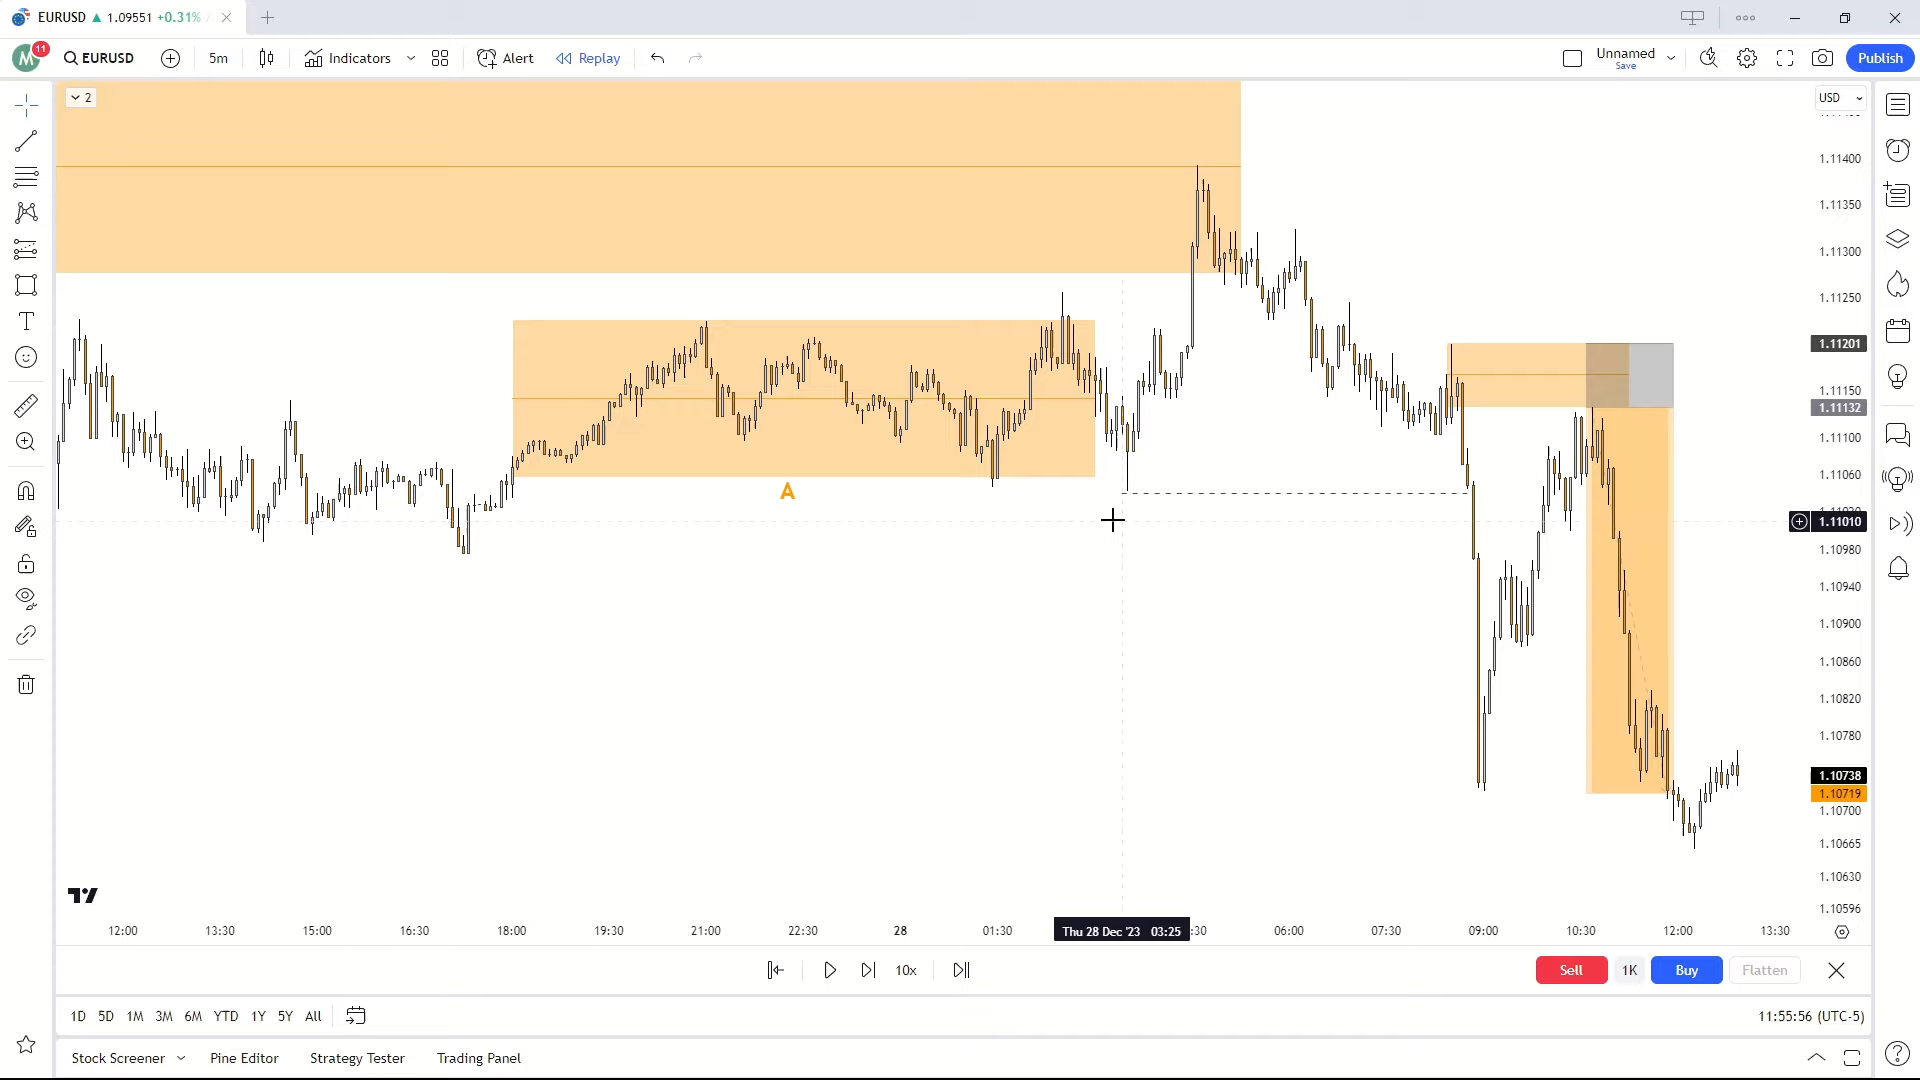 EURUSD ▲ 1.09551 +0.31% /
M 11 EURUSD 5m Indicators Alert Replay Unnamed Publish
Save
2
USD
1.11400
1.11350
1.11300
1.11250
1.11201
1.11150
1.11132
1.11100
1.11060
1.11010
1.10980
1.10940
1.10900
1.10860
1.10820
1.10780
1.10738
1.10719
1.10700
1.10665
1.10630
1.10596
A
12:00 13:30 15:00 16:30 18:00 19:30 21:00 22:30 28 01:30 Thu 28 Dec '23 03:25 :30 06:00 07:30 09:00 10:30 12:00 13:30
10x Sell 1K Buy Flatten
1D 5D 1M 3M 6M YTD 1Y 5Y All 11:55:56 (UTC-5)
Stock Screener Pine Editor Strategy Tester Trading Panel